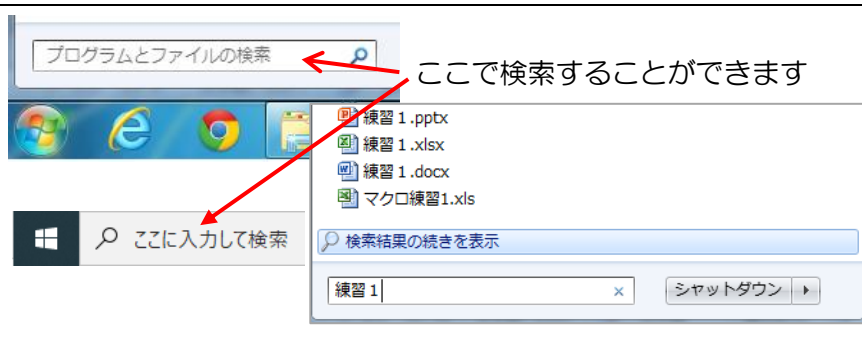 プログラムとファイルの検索
ここで検索することができます
練習１.pptx
練習１.xlsx
練習１.docx
マクロ練習1.xls
ここに入力して検索
検索結果の続きを表示
練習１
シャットダウン